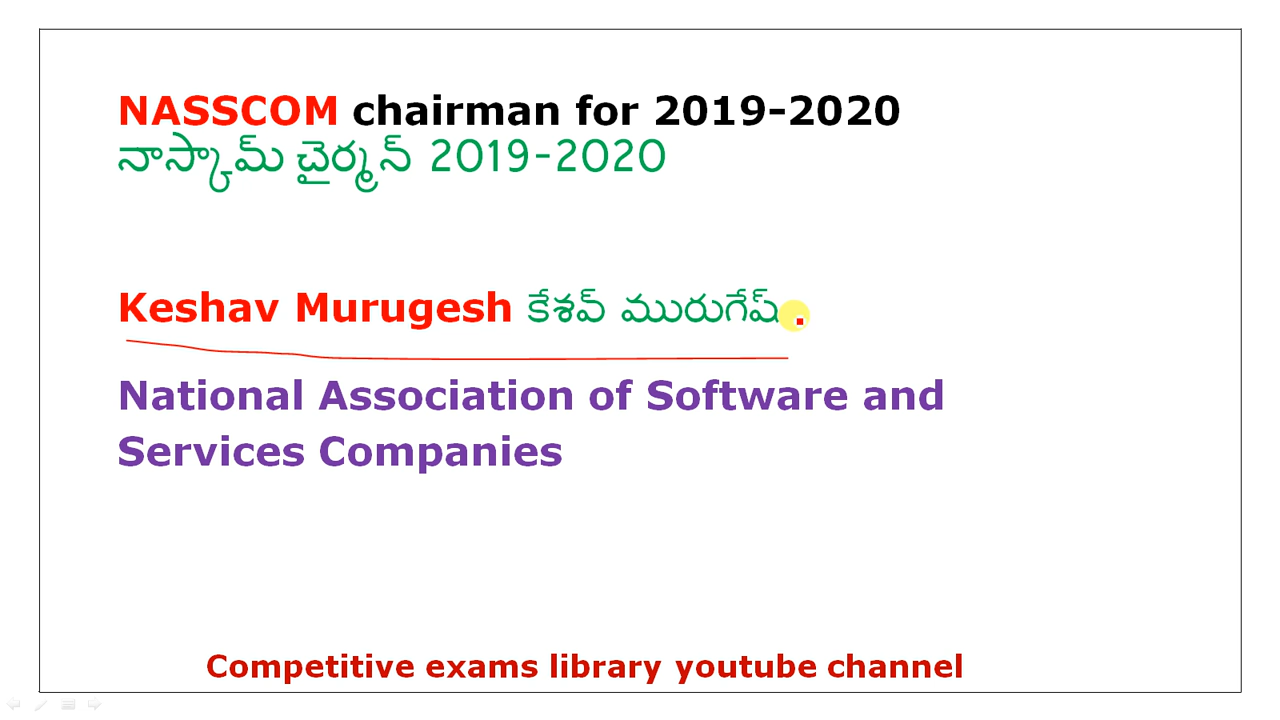 NASSCOM chairman for 2019-2020
నాస్కామ్ చైర్మన్ 2019-2020
Keshav Murugesh కేశవ్ మురుగేష్
National Association of Software and
Services Companies
Competitive exams library youtube channel